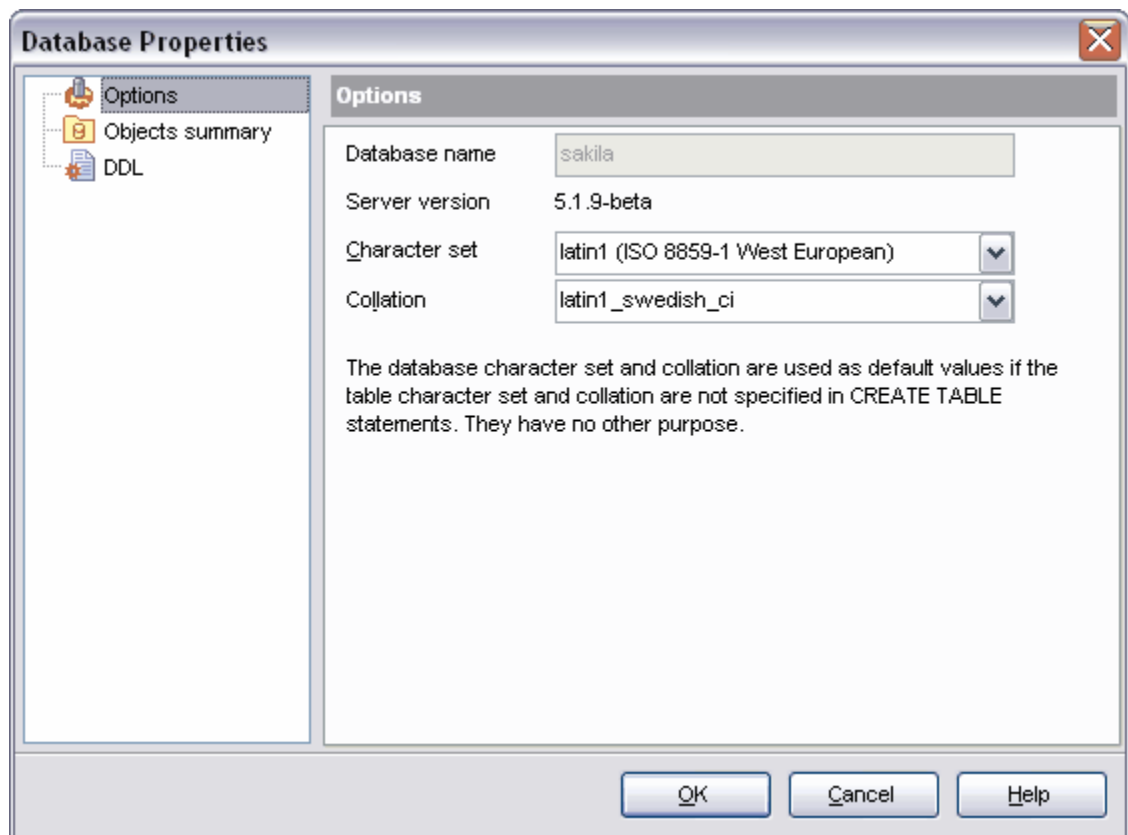 Database Properties
Options
Objects summary
DDL
Options
Database name sakila
Server version 5.1.9-beta
Character set latin1 (ISO 8859-1 West European)
Collation latin1_swedish_ci
The database character set and collation are used as default values if the
table character set and collation are not specified in CREATE TABLE
statements. They have no other purpose.
OK Cancel Help